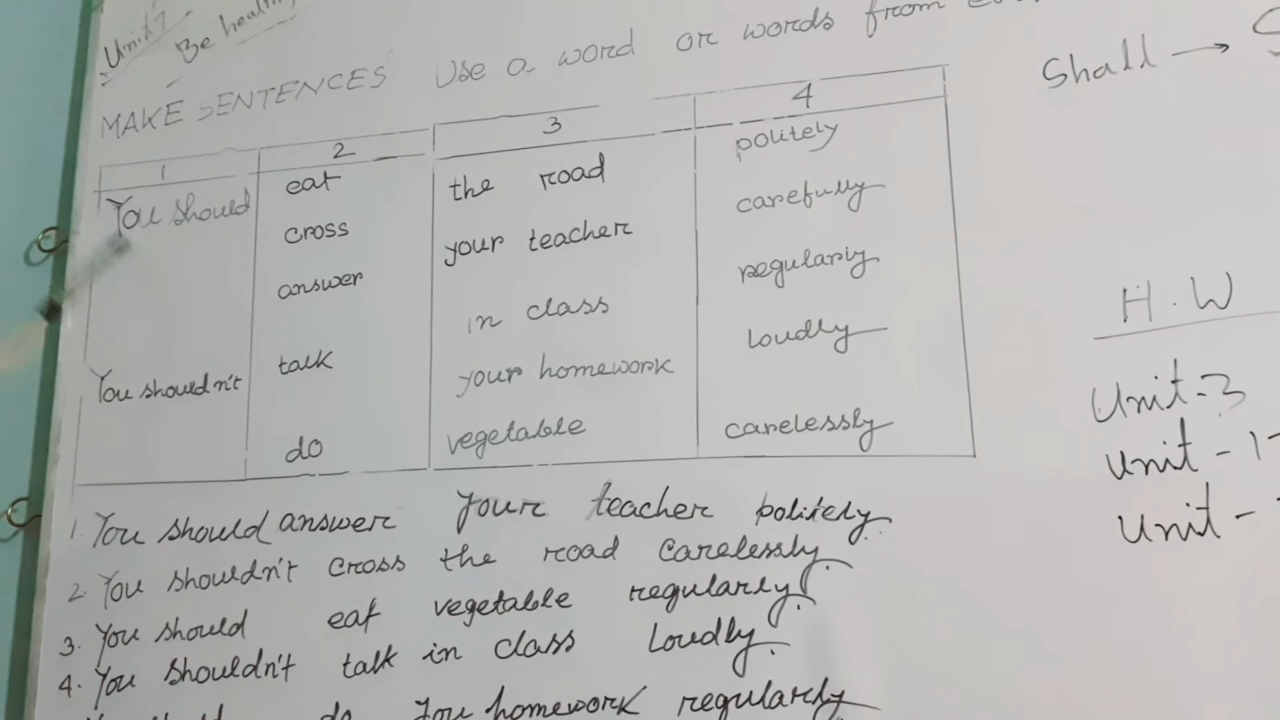 Unit 7
Be healthy
MAKE SENTENCES Use a word or words from
1 2 3 4
You should eat the road politely
cross your teacher carefully
answer in class regularly
You shouldn't talk your homework loudly
do vegetable carelessly
1. You should answer your teacher politely.
2. You shouldn't cross the road carelessly.
3. You should eat vegetable regularly.
4. You shouldn't talk in class Loudly.
do You homework regularly
Shall → S
H.W
Unit-3
Unit-1
Unit-